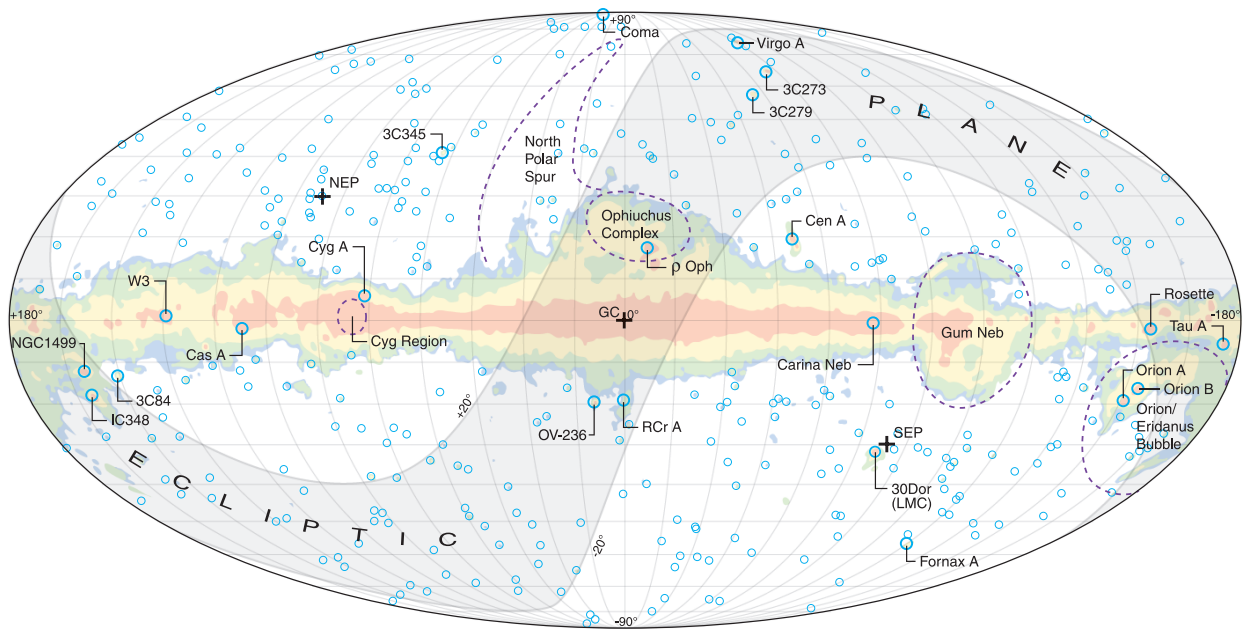 +90°
Coma
Virgo A
3C273
3C279
PLANE
3C345
North
Polar
Spur
NEP
Ophiuchus
Complex
Cen A
Cyg A
ρ Oph
W3
Rosette
+180°
GC
0°
-180°
Tau A
NGC1499
Cas A
Cyg Region
Gum Neb
Carina Neb
Orion A
Orion B
3C84
IC348
+20°
OV-236
RCr A
Orion/
Eridanus
Bubble
SEP
ECLIPTIC
30Dor
(LMC)
-20°
Fornax A
-90°